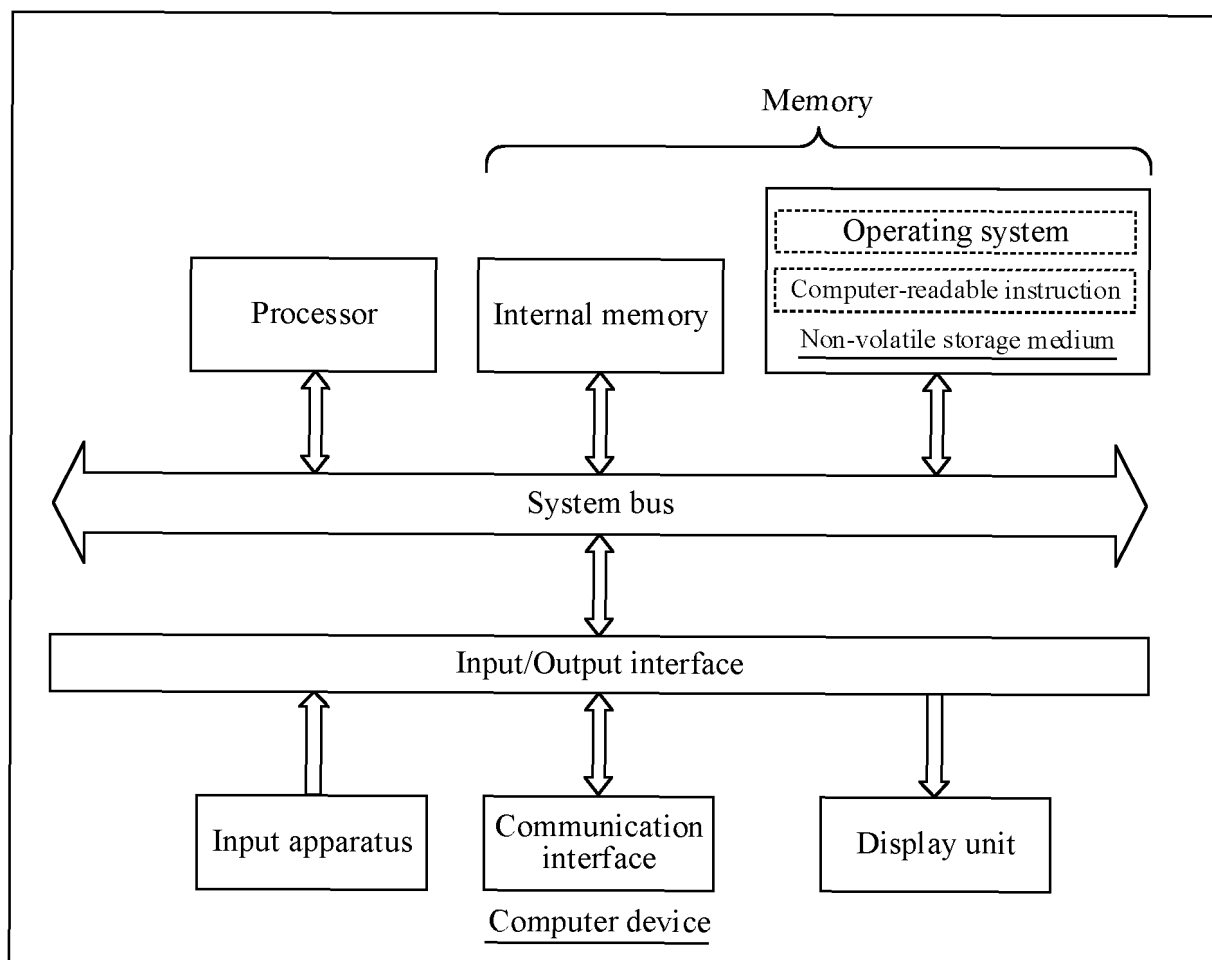 Memory
Operating system
Computer-readable instruction
Non-volatile storage medium
Processor
Internal memory
System bus
Input/Output interface
Input apparatus
Communication
interface
Display unit
Computer device